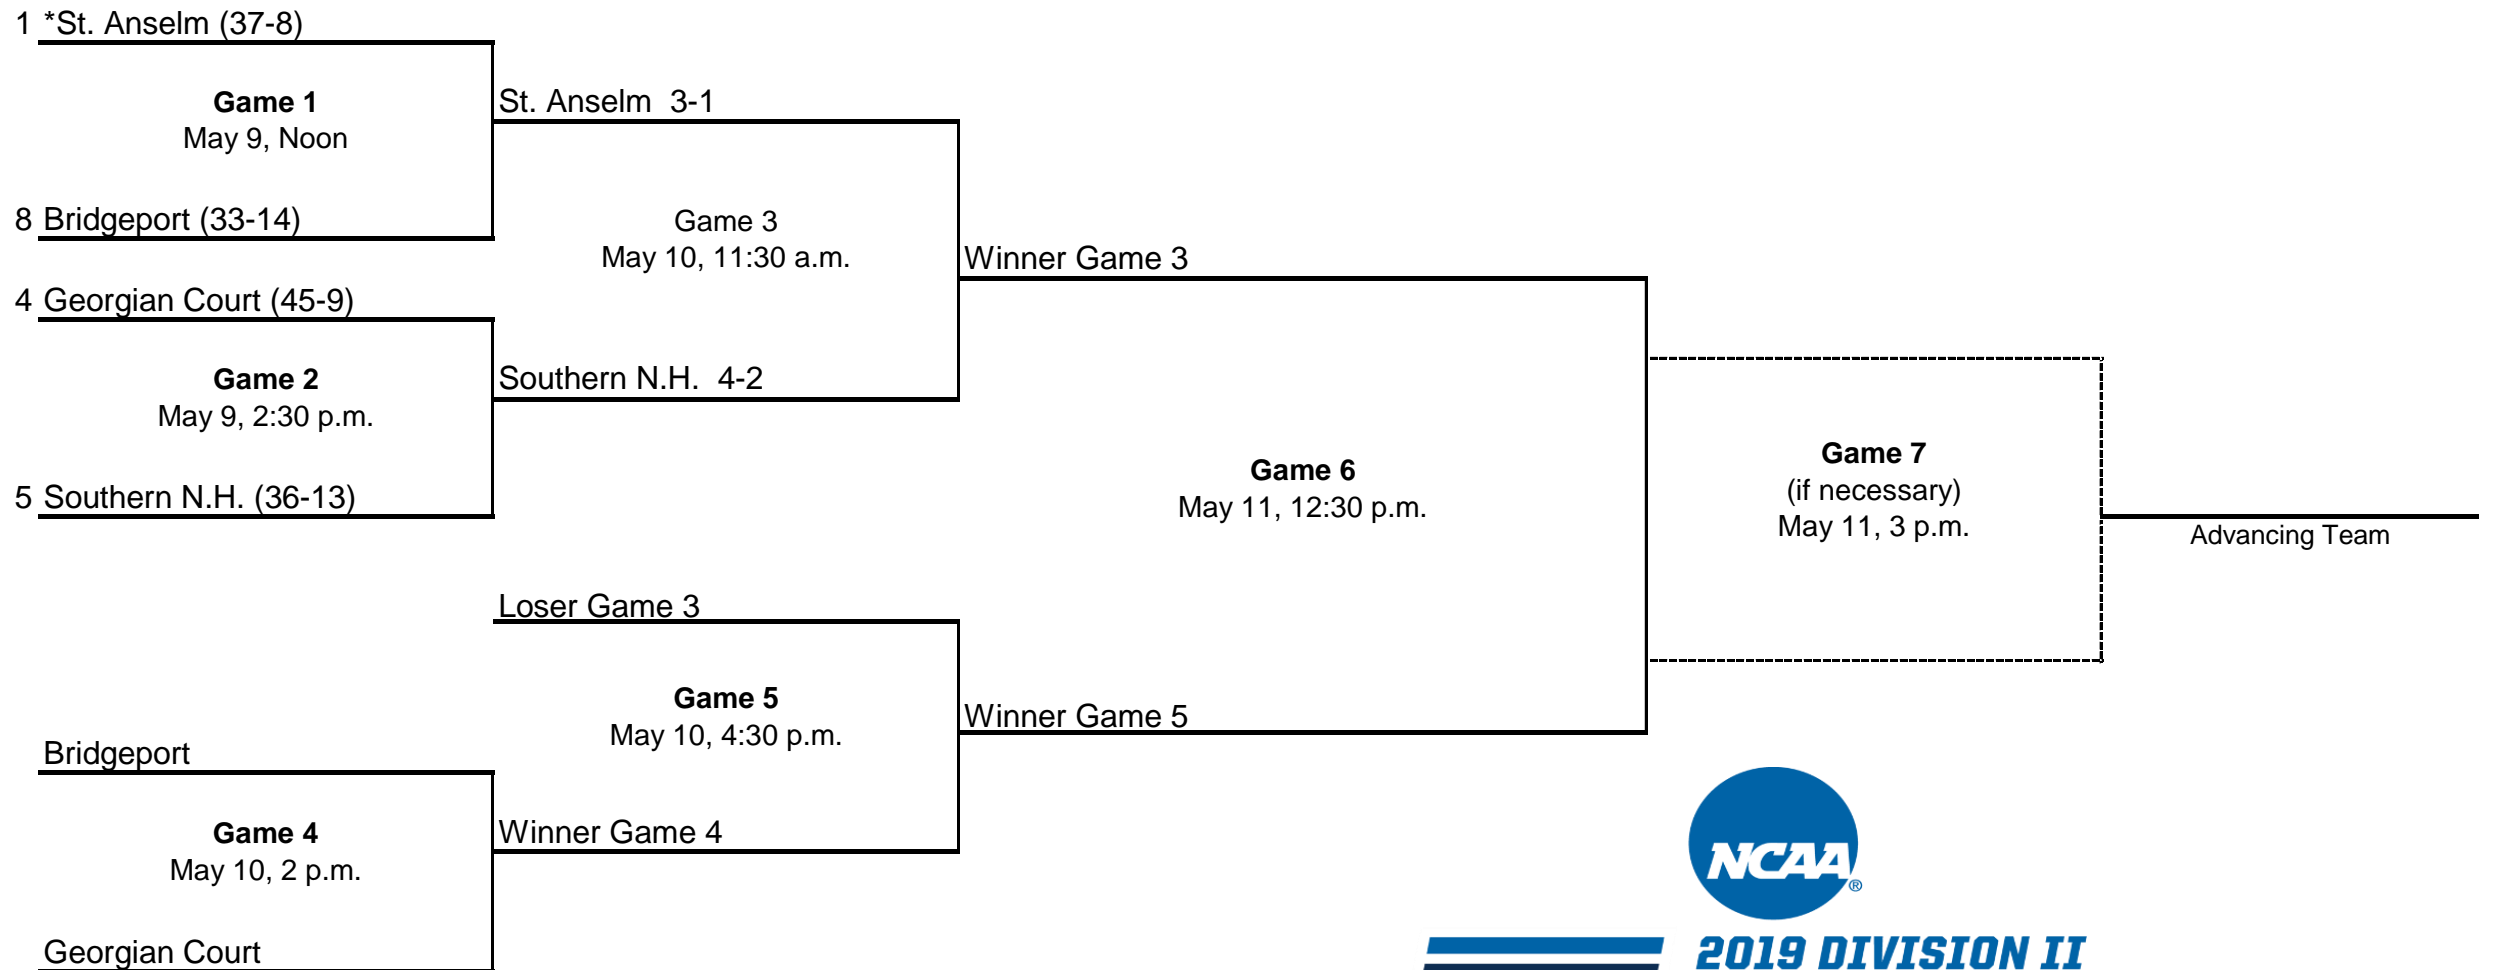 1 *St. Anselm (37-8)
Game 1
May 9, Noon
St. Anselm  3-1
8 Bridgeport (33-14)
Game 3
May 10, 11:30 a.m.
Winner Game 3
4 Georgian Court (45-9)
Game 2
May 9, 2:30 p.m.
Southern N.H.  4-2
5 Southern N.H. (36-13)
Game 6
May 11, 12:30 p.m.
Game 7
(if necessary)
May 11, 3 p.m.
Advancing Team
Loser Game 3
Game 5
May 10, 4:30 p.m.
Winner Game 5
Bridgeport
Game 4
May 10, 2 p.m.
Winner Game 4
Georgian Court
NCAA®
2019 DIVISION II